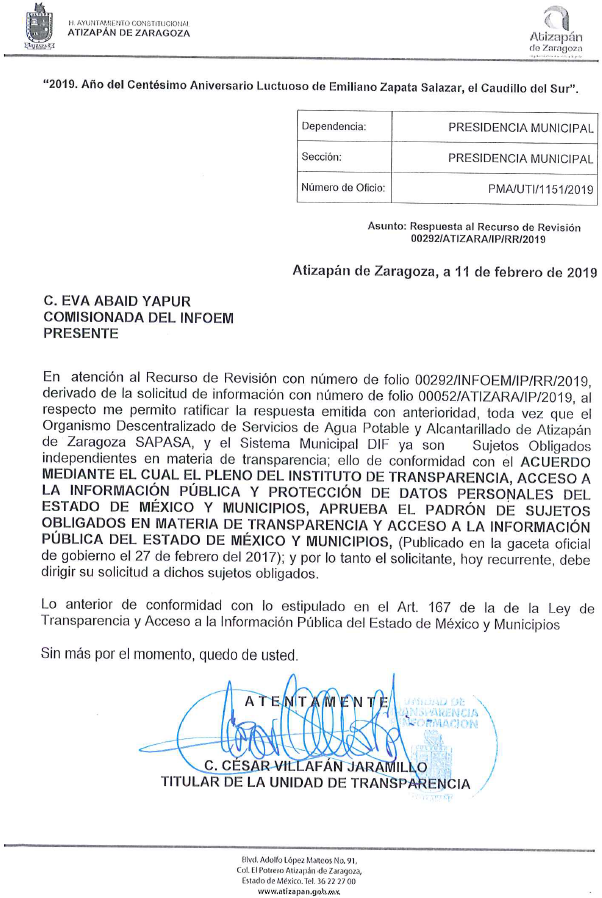 H. AYUNTAMIENTO CONSTITUCIONAL
ATIZAPÁN DE ZARAGOZA
Atizapán
de Zaragoza
"2019. Año del Centésimo Aniversario Luctuoso de Emiliano Zapata Salazar, el Caudillo del Sur".
Dependencia: PRESIDENCIA MUNICIPAL
Sección: PRESIDENCIA MUNICIPAL
Número de Oficio: PMA/UTI/1151/2019
Asunto: Respuesta al Recurso de Revisión
00292/ATIZARA/IP/RR/2019
Atizapán de Zaragoza, a 11 de febrero de 2019
C. EVA ABAID YAPUR
COMISIONADA DEL INFOEM
PRESENTE
En atención al Recurso de Revisión con número de folio 00292/INFOEM/IP/RR/2019,
derivado de la solicitud de información con número de folio 00052/ATIZARA/IP/2019, al
respecto me permito ratificar la respuesta emitida con anterioridad, toda vez que el
Organismo Descentralizado de Servicios de Agua Potable y Alcantarillado de Atizapán
de Zaragoza SAPASA, y el Sistema Municipal DIF ya son Sujetos Obligados
independientes en materia de transparencia; ello de conformidad con el ACUERDO
MEDIANTE EL CUAL EL PLENO DEL INSTITUTO DE TRANSPARENCIA, ACCESO A
LA INFORMACIÓN PÚBLICA Y PROTECCIÓN DE DATOS PERSONALES DEL
ESTADO DE MÉXICO Y MUNICIPIOS, APRUEBA EL PADRÓN DE SUJETOS
OBLIGADOS EN MATERIA DE TRANSPARENCIA Y ACCESO A LA INFORMACIÓN
PÚBLICA DEL ESTADO DE MÉXICO Y MUNICIPIOS, (Publicado en la gaceta oficial
de gobierno el 27 de febrero del 2017); y por lo tanto el solicitante, hoy recurrente, debe
dirigir su solicitud a dichos sujetos obligados.
Lo anterior de conformidad con lo estipulado en el Art. 167 de la de la Ley de
Transparencia y Acceso a la Información Pública del Estado de México y Municipios
Sin más por el momento, quedo de usted.
A T E N T A M E N T E
UNIDAD DE
TRANSPARENCIA
INFORMACION
C. CÉSAR VILLAFÁN JARAMILLO
TITULAR DE LA UNIDAD DE TRANSPARENCIA
Blvd. Adolfo López Mateos No. 91,
Col. El Potrero Atizapán de Zaragoza,
Estado de México. Tel. 36 22 27 00
www.atizapan.gob.mx